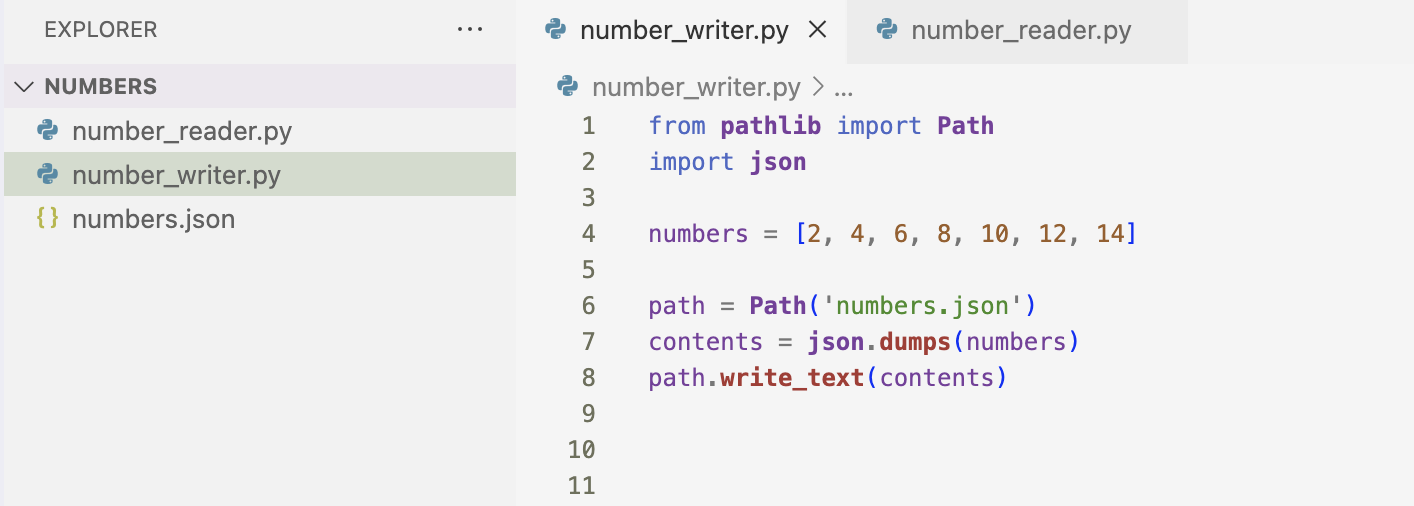 EXPLORER ...
NUMBERS
number_reader.py
number_writer.py
{} numbers.json
number_writer.py × number_reader.py
number_writer.py > ...
1 from pathlib import Path
2 import json
3
4 numbers = [2, 4, 6, 8, 10, 12, 14]
5
6 path = Path('numbers.json')
7 contents = json.dumps(numbers)
8 path.write_text(contents)
9
10
11